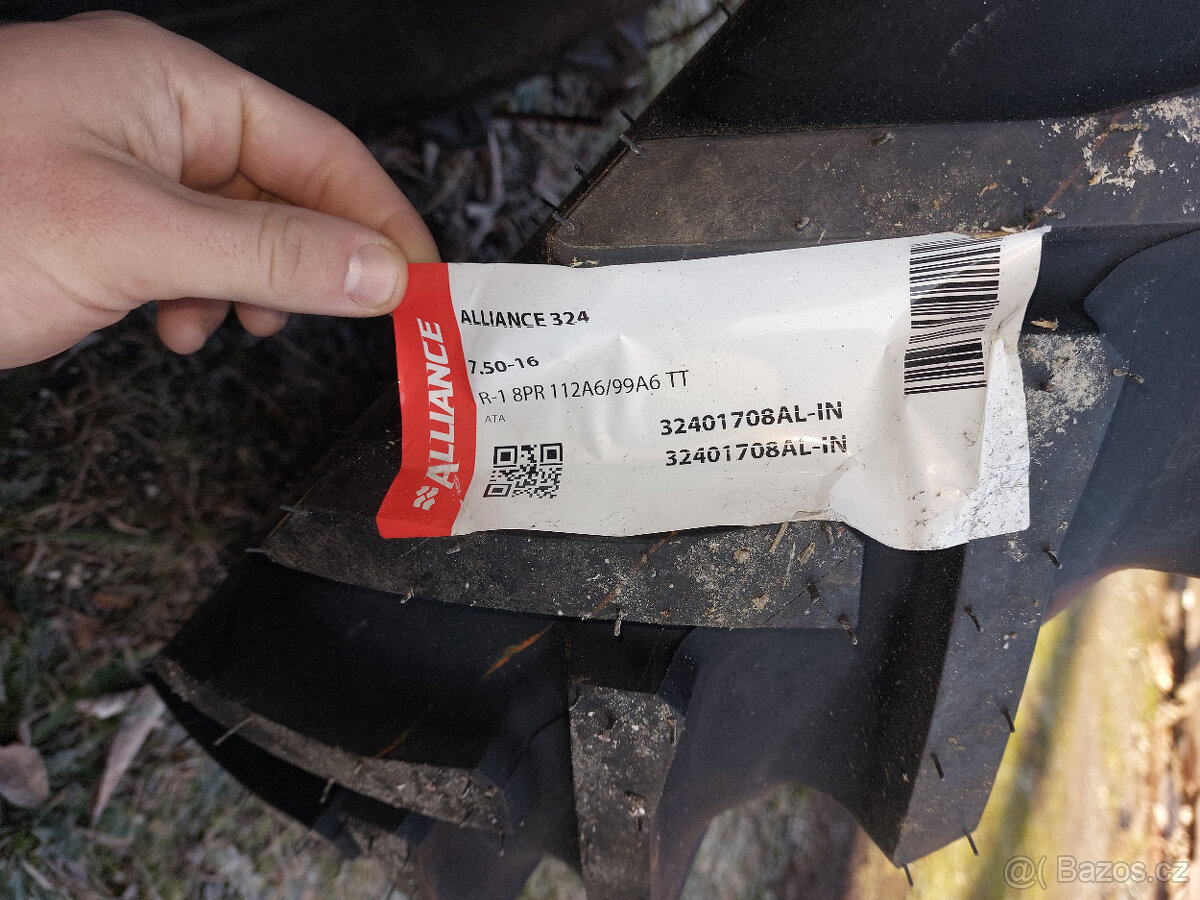 ALLIANCE
ALLIANCE 324
7.50-16
R-1 8PR 112A6/99A6 TT
ATA
32401708AL-IN
32401708AL-IN
@( Bazos.cz